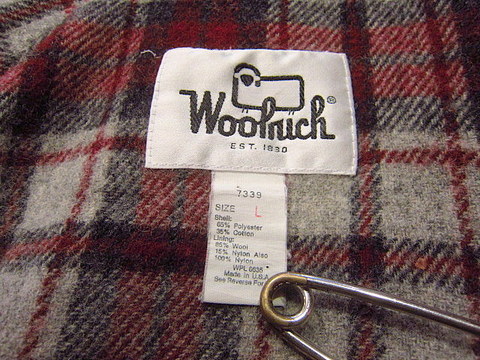 Woolrich®
EST. 1830
7339
SIZE L
Shell:
65% Polyester
35% Cotton
Lining:
85% Wool
15% Nylon Also
100% Nylon
WPL 6635
Made in U.S.A.
See Reverse For